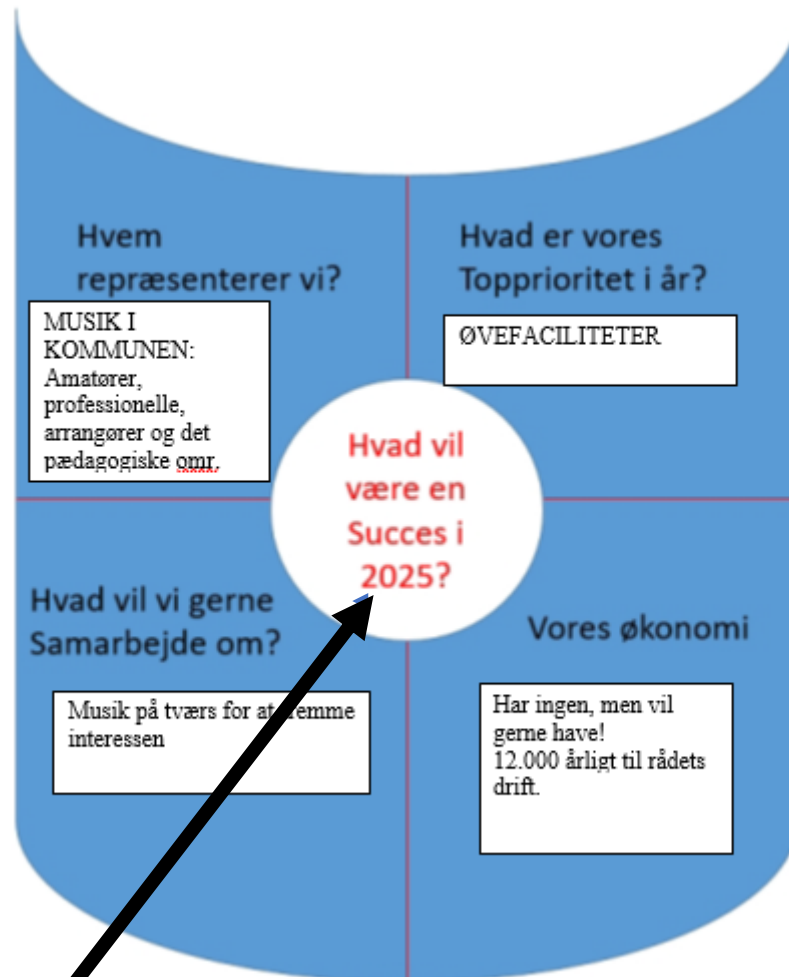 Hvem
repræsenterer vi?
MUSIK I
KOMMUNEN:
Amatører,
professionelle,
arrangører og det
pædagogiske omr.
Hvad er vores
Topprioritet i år?
ØVEFACILITETER
Hvad vil
være en
Succes i
2025?
Hvad vil vi gerne
Samarbejde om?
Musik på tværs for at fremme
interessen
Vores økonomi
Har ingen, men vil
gerne have!
12.000 årligt til rådets
drift.